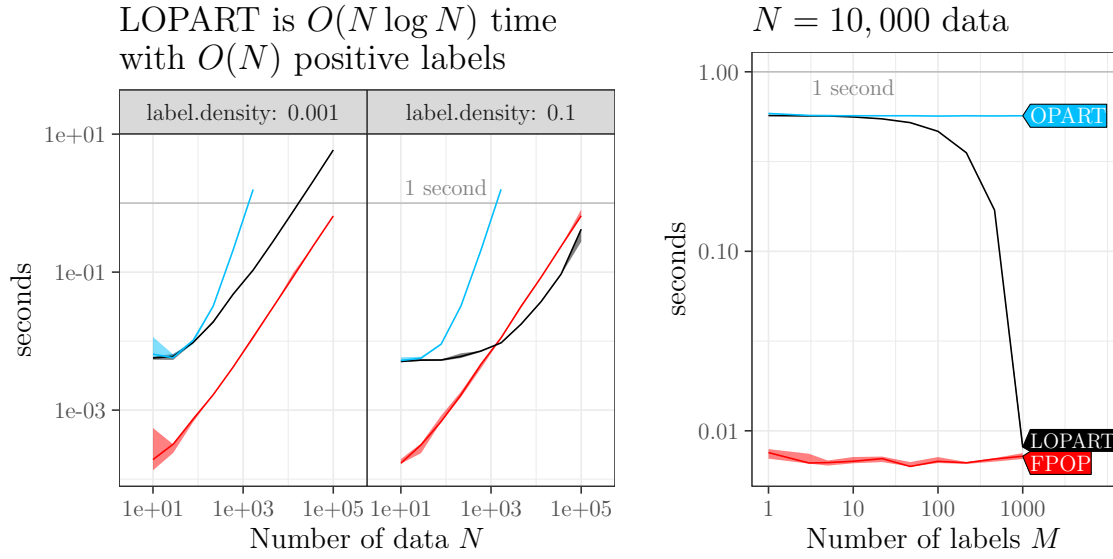 LOPART is O(N log N) time
with O(N) positive labels
label.density: 0.001
label.density: 0.1
1e+01
1e-01
1e-03
seconds
1 second
1e+01
1e+03
1e+05
1e+01
1e+03
1e+05
Number of data N
N = 10,000 data
1.00
0.10
0.01
seconds
1 second
OPART
LOPART
FPOP
1
10
100
1000
Number of labels M